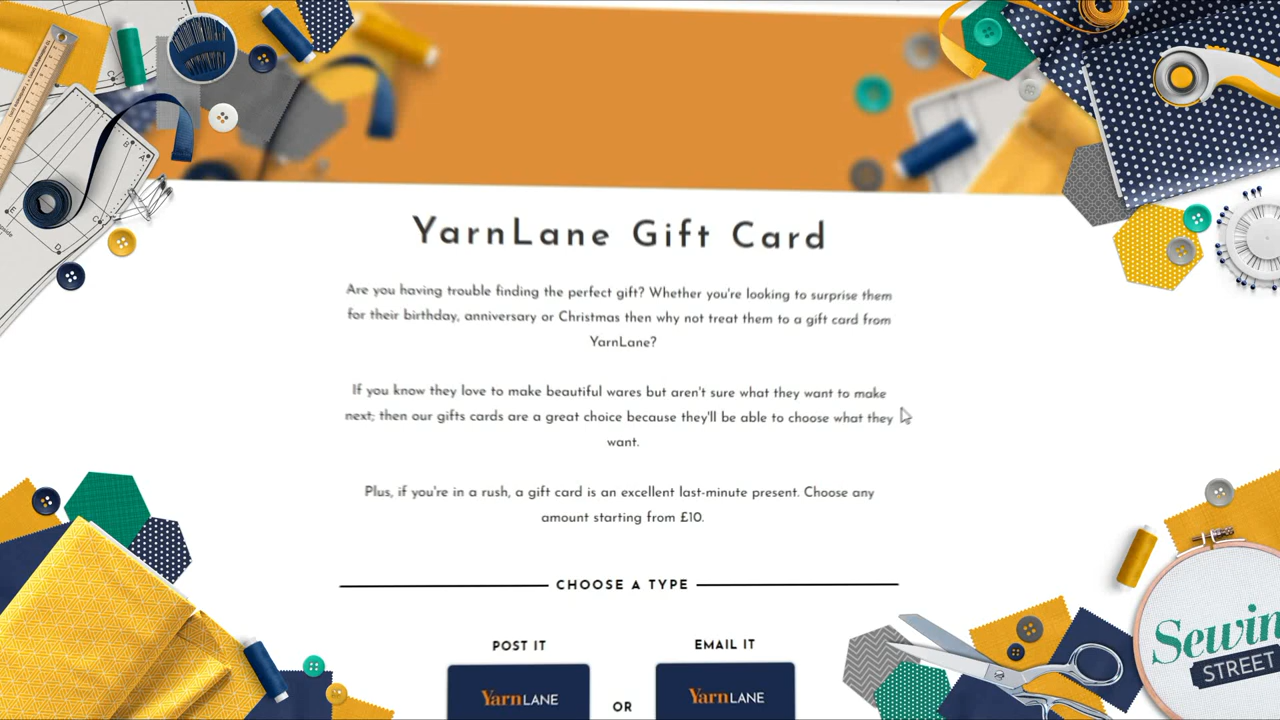 YarnLane Gift Card
Are you having trouble finding the perfect gift? Whether you're looking to surprise them
for their birthday, anniversary or Christmas then why not treat them to a gift card from
YarnLane?
If you know they love to make beautiful wares but aren't sure what they want to make
next; then our gifts cards are a great choice because they'll be able to choose what they
want.
Plus, if you're in a rush, a gift card is an excellent last-minute present. Choose any
amount starting from £10.
CHOOSE A TYPE
POST IT
EMAIL IT
YarnLANE
OR
YarnLANE
STREET